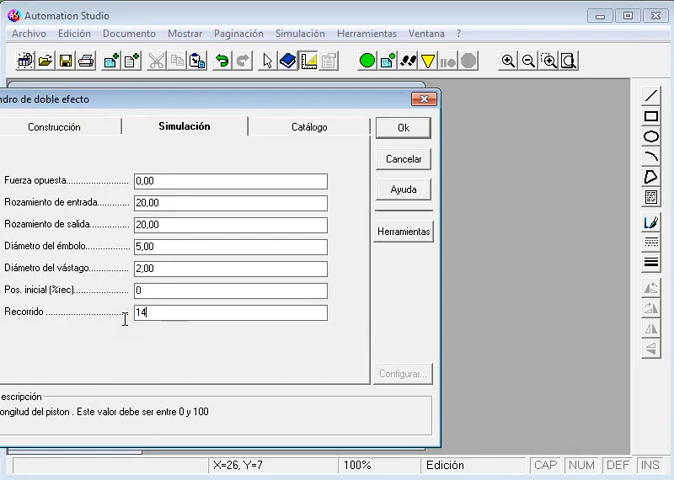 Automation Studio
Archivo Edición Documento Mostrar Paginación Simulación Herramientas Ventana ?
ndro de doble efecto
Construcción Simulación Catálogo Ok
Cancelar
Fuerza opuesta 0,00
Ayuda
Rozamiento de entrada 20,00
Rozamiento de salida 20,00
Herramientas
Diámetro del émbolo 5,00
Diámetro del vástago 2,00
Pos. inicial (%rec) 0
Recorrido 14
Configurar...
escripción
ongitud del piston . Este valor debe ser entre 0 y 100
X=26, Y=7 100% Edición CAP NUM DEF INS